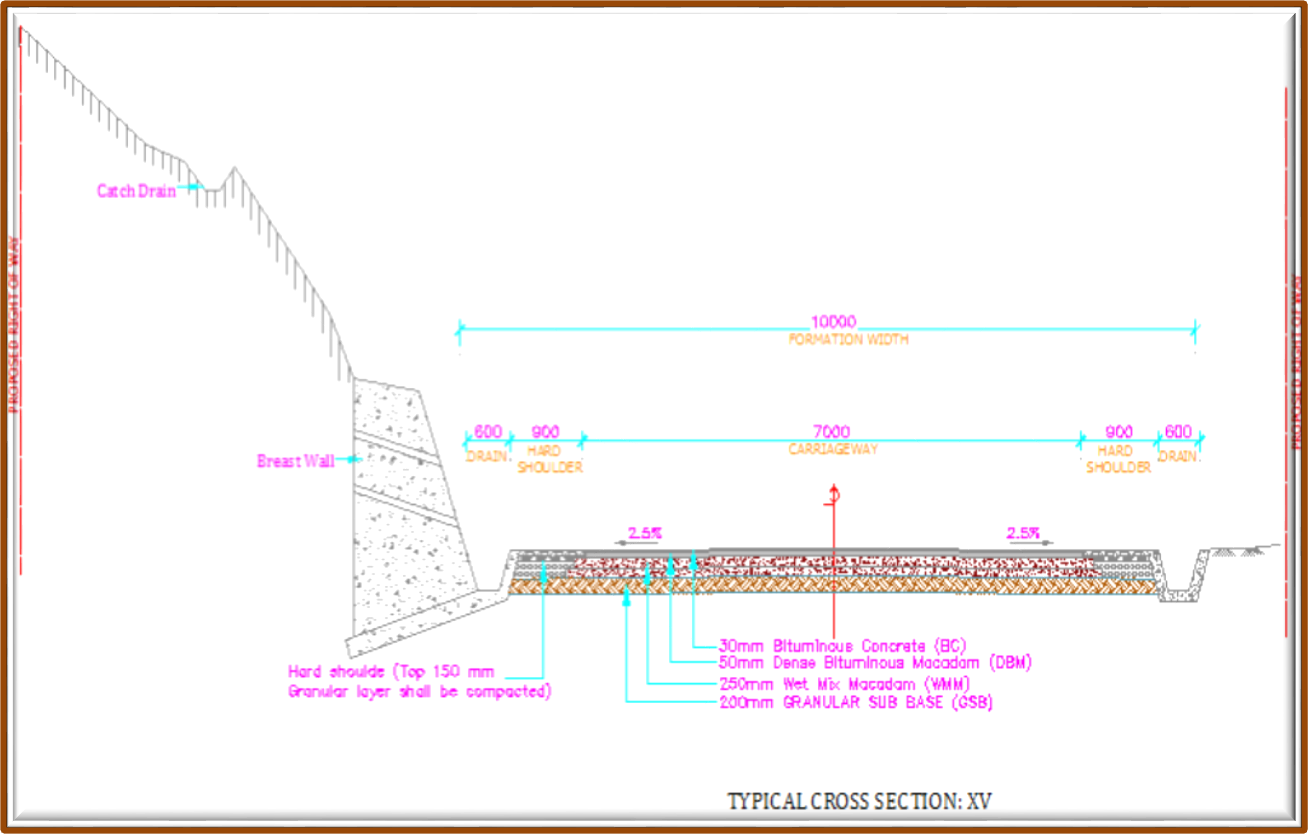 Catch Drain
PROPOSED RIGHT OF WAY
PROPOSED RIGHT OF WAY
10000
FORMATION WIDTH
600
900
7000
900
600
DRAIN
HARD
SHOULDER
CARRIAGEWAY
HARD
SHOULDER
DRAIN
Breast Wall
2.5%
2.5%
30mm Bituminous Concrete (BC)
50mm Dense Bituminous Macadam (DBM)
Hard shoulde (Top 150 mm
Granular layer shall be compacted)
250mm Wet Mix Macadam (WMM)
200mm GRANULAR SUB BASE (GSB)
TYPICAL CROSS SECTION: XV